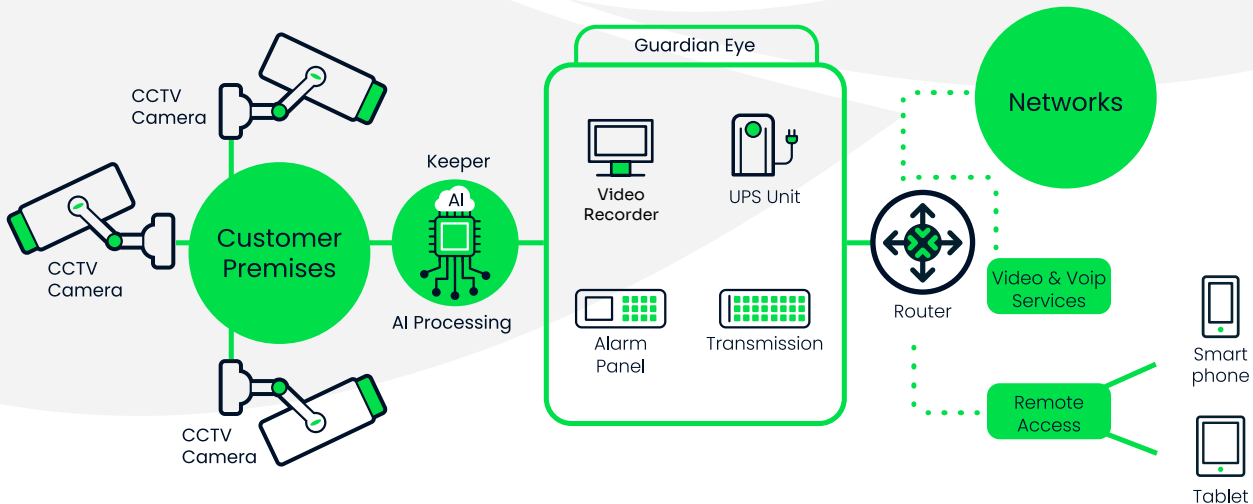 CCTV
Camera
CCTV
Camera
CCTV
Camera
Customer
Premises
Keeper
AI
AI Processing
Guardian Eye
Video
Recorder
UPS Unit
Alarm
Panel
Transmission
Router
Networks
Video & Voip
Services
Remote
Access
Smart
phone
Tablet